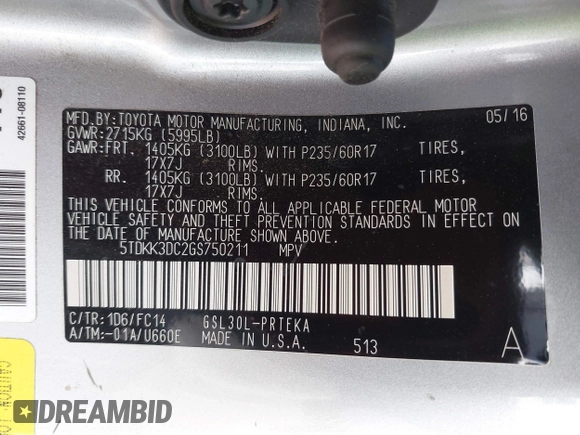 42661-08110
MFD.BY:TOYOTA MOTOR MANUFACTURING, INDIANA, INC. 05/16
GVWR:2715KG (5995LB)
GAWR:FRT. 1405KG (3100LB) WITH P235/60R17 TIRES,
17X7J RIMS.
RR. 1405KG (3100LB) WITH P235/60R17 TIRES,
17X7J RIMS.
THIS VEHICLE CONFORMS TO ALL APPLICABLE FEDERAL MOTOR
VEHICLE SAFETY AND THEFT PREVENTION STANDARDS IN EFFECT ON
THE DATE OF MANUFACTURE SHOWN ABOVE.
5TDKK3DC2GS750211 MPV
C/TR:1D6/FC14 GSL30L-PRTEKA
A/TM:-01A/U660E MADE IN U.S.A. 513 A
DREAMBID